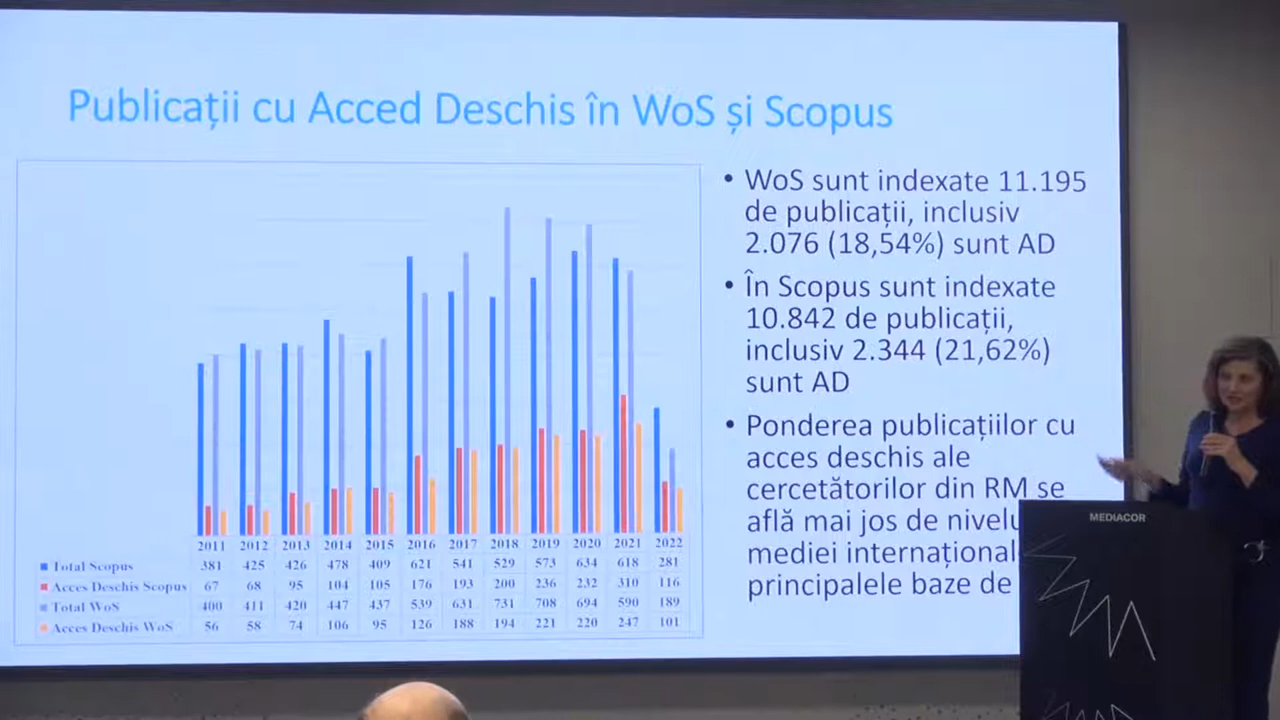 Publicații cu Acced Deschis în WoS și Scopus
2011 2012 2013 2014 2015 2016 2017 2018 2019 2020 2021 2022
Total Scopus 381 425 426 478 409 621 541 529 573 634 618 281
Acces Deschis Scopus 67 68 95 104 105 176 193 200 236 232 310 116
Total WoS 400 411 420 447 437 539 631 731 708 694 590 189
Acces Deschis WoS 56 58 74 106 95 126 188 194 221 220 247 101
• WoS sunt indexate 11.195
de publicații, inclusiv
2.076 (18,54%) sunt AD
• În Scopus sunt indexate
10.842 de publicații,
inclusiv 2.344 (21,62%)
sunt AD
• Ponderea publicațiilor cu
acces deschis ale
cercetătorilor din RM se
află mai jos de nivelu
mediei internațional
principalele baze de
MEDIACOR